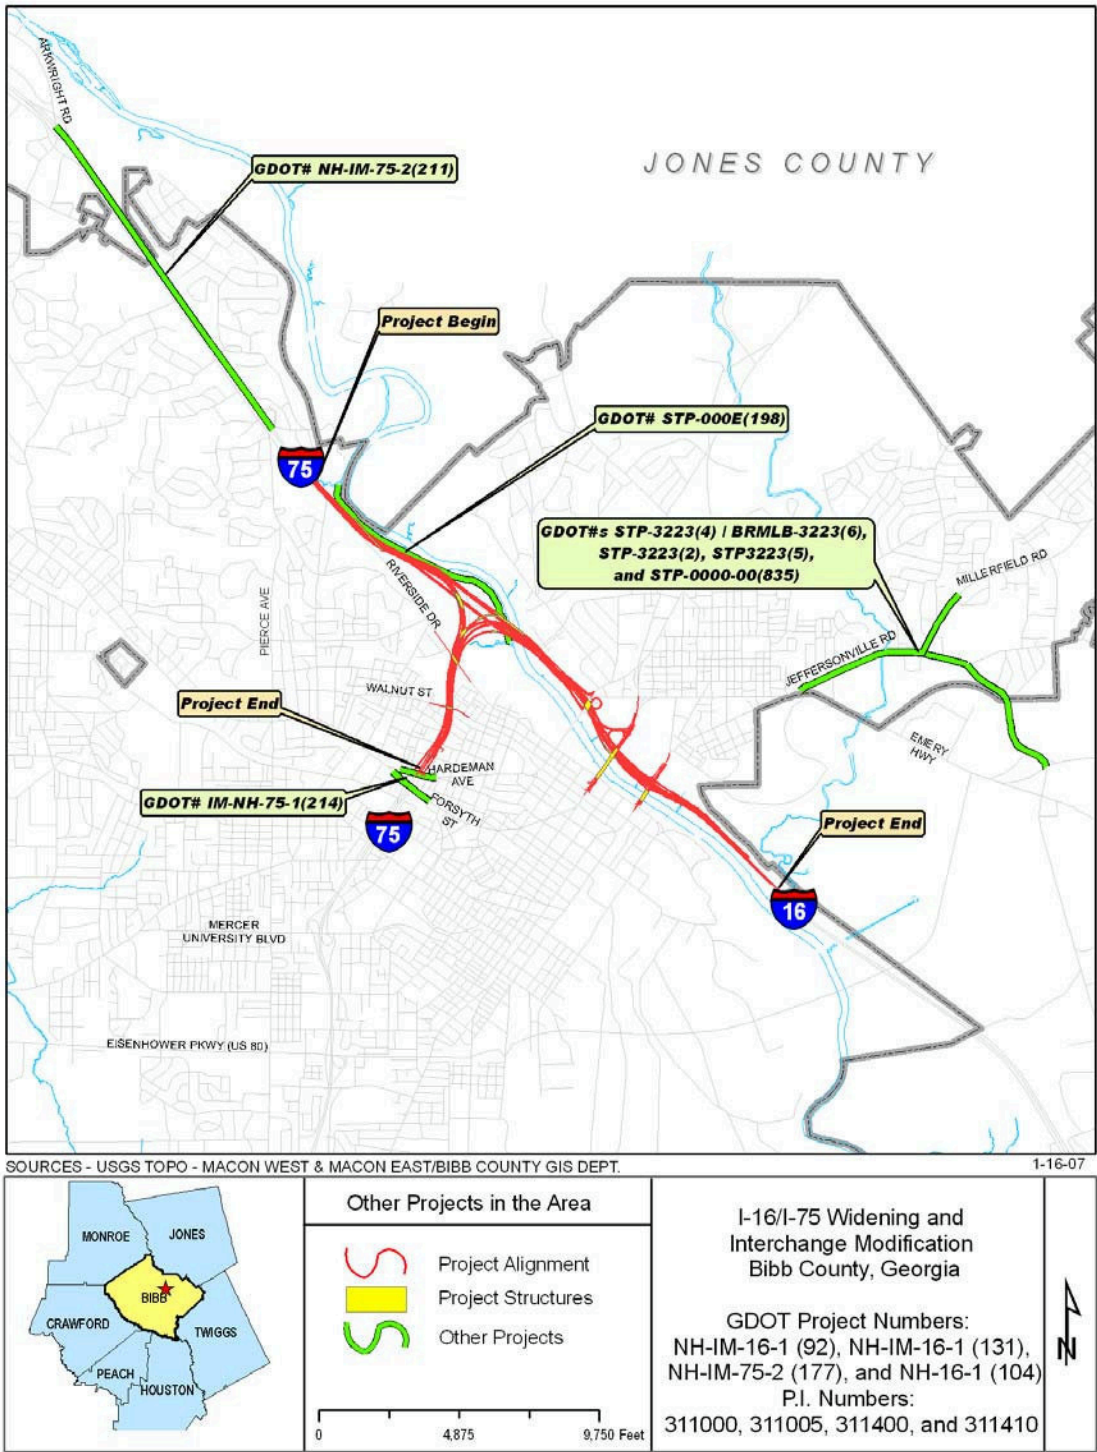 ARKWRIGHT RD
GDOT# NH-IM-75-2(211)
JONES COUNTY
Project Begin
GDOT# STP-000E(198)
75
GDOT#s STP-3223(4) / BRMLB-3223(6),
STP-3223(2), STP3223(5),
and STP-0000-00(835)
MILLERFIELD RD
RIVERSIDE DR
PIERCE AVE
JEFFERSONVILLE RD
WALNUT ST
Project End
EMERY
HWY
HARDEMAN
AVE
GDOT# IM-NH-75-1(214)
FORSYTH
ST
75
Project End
16
MERCER
UNIVERSITY BLVD
EISENHOWER PKWY (US 80)
SOURCES - USGS TOPO - MACON WEST & MACON EAST/BIBB COUNTY GIS DEPT.
1-16-07
MONROE
JONES
BIBB
CRAWFORD
TWIGGS
PEACH
HOUSTON
Other Projects in the Area
Project Alignment
Project Structures
Other Projects
0 4,875 9,750 Feet
I-16/I-75 Widening and
Interchange Modification
Bibb County, Georgia
GDOT Project Numbers:
NH-IM-16-1 (92), NH-IM-16-1 (131),
NH-IM-75-2 (177), and NH-16-1 (104)
P.I. Numbers:
311000, 311005, 311400, and 311410
N